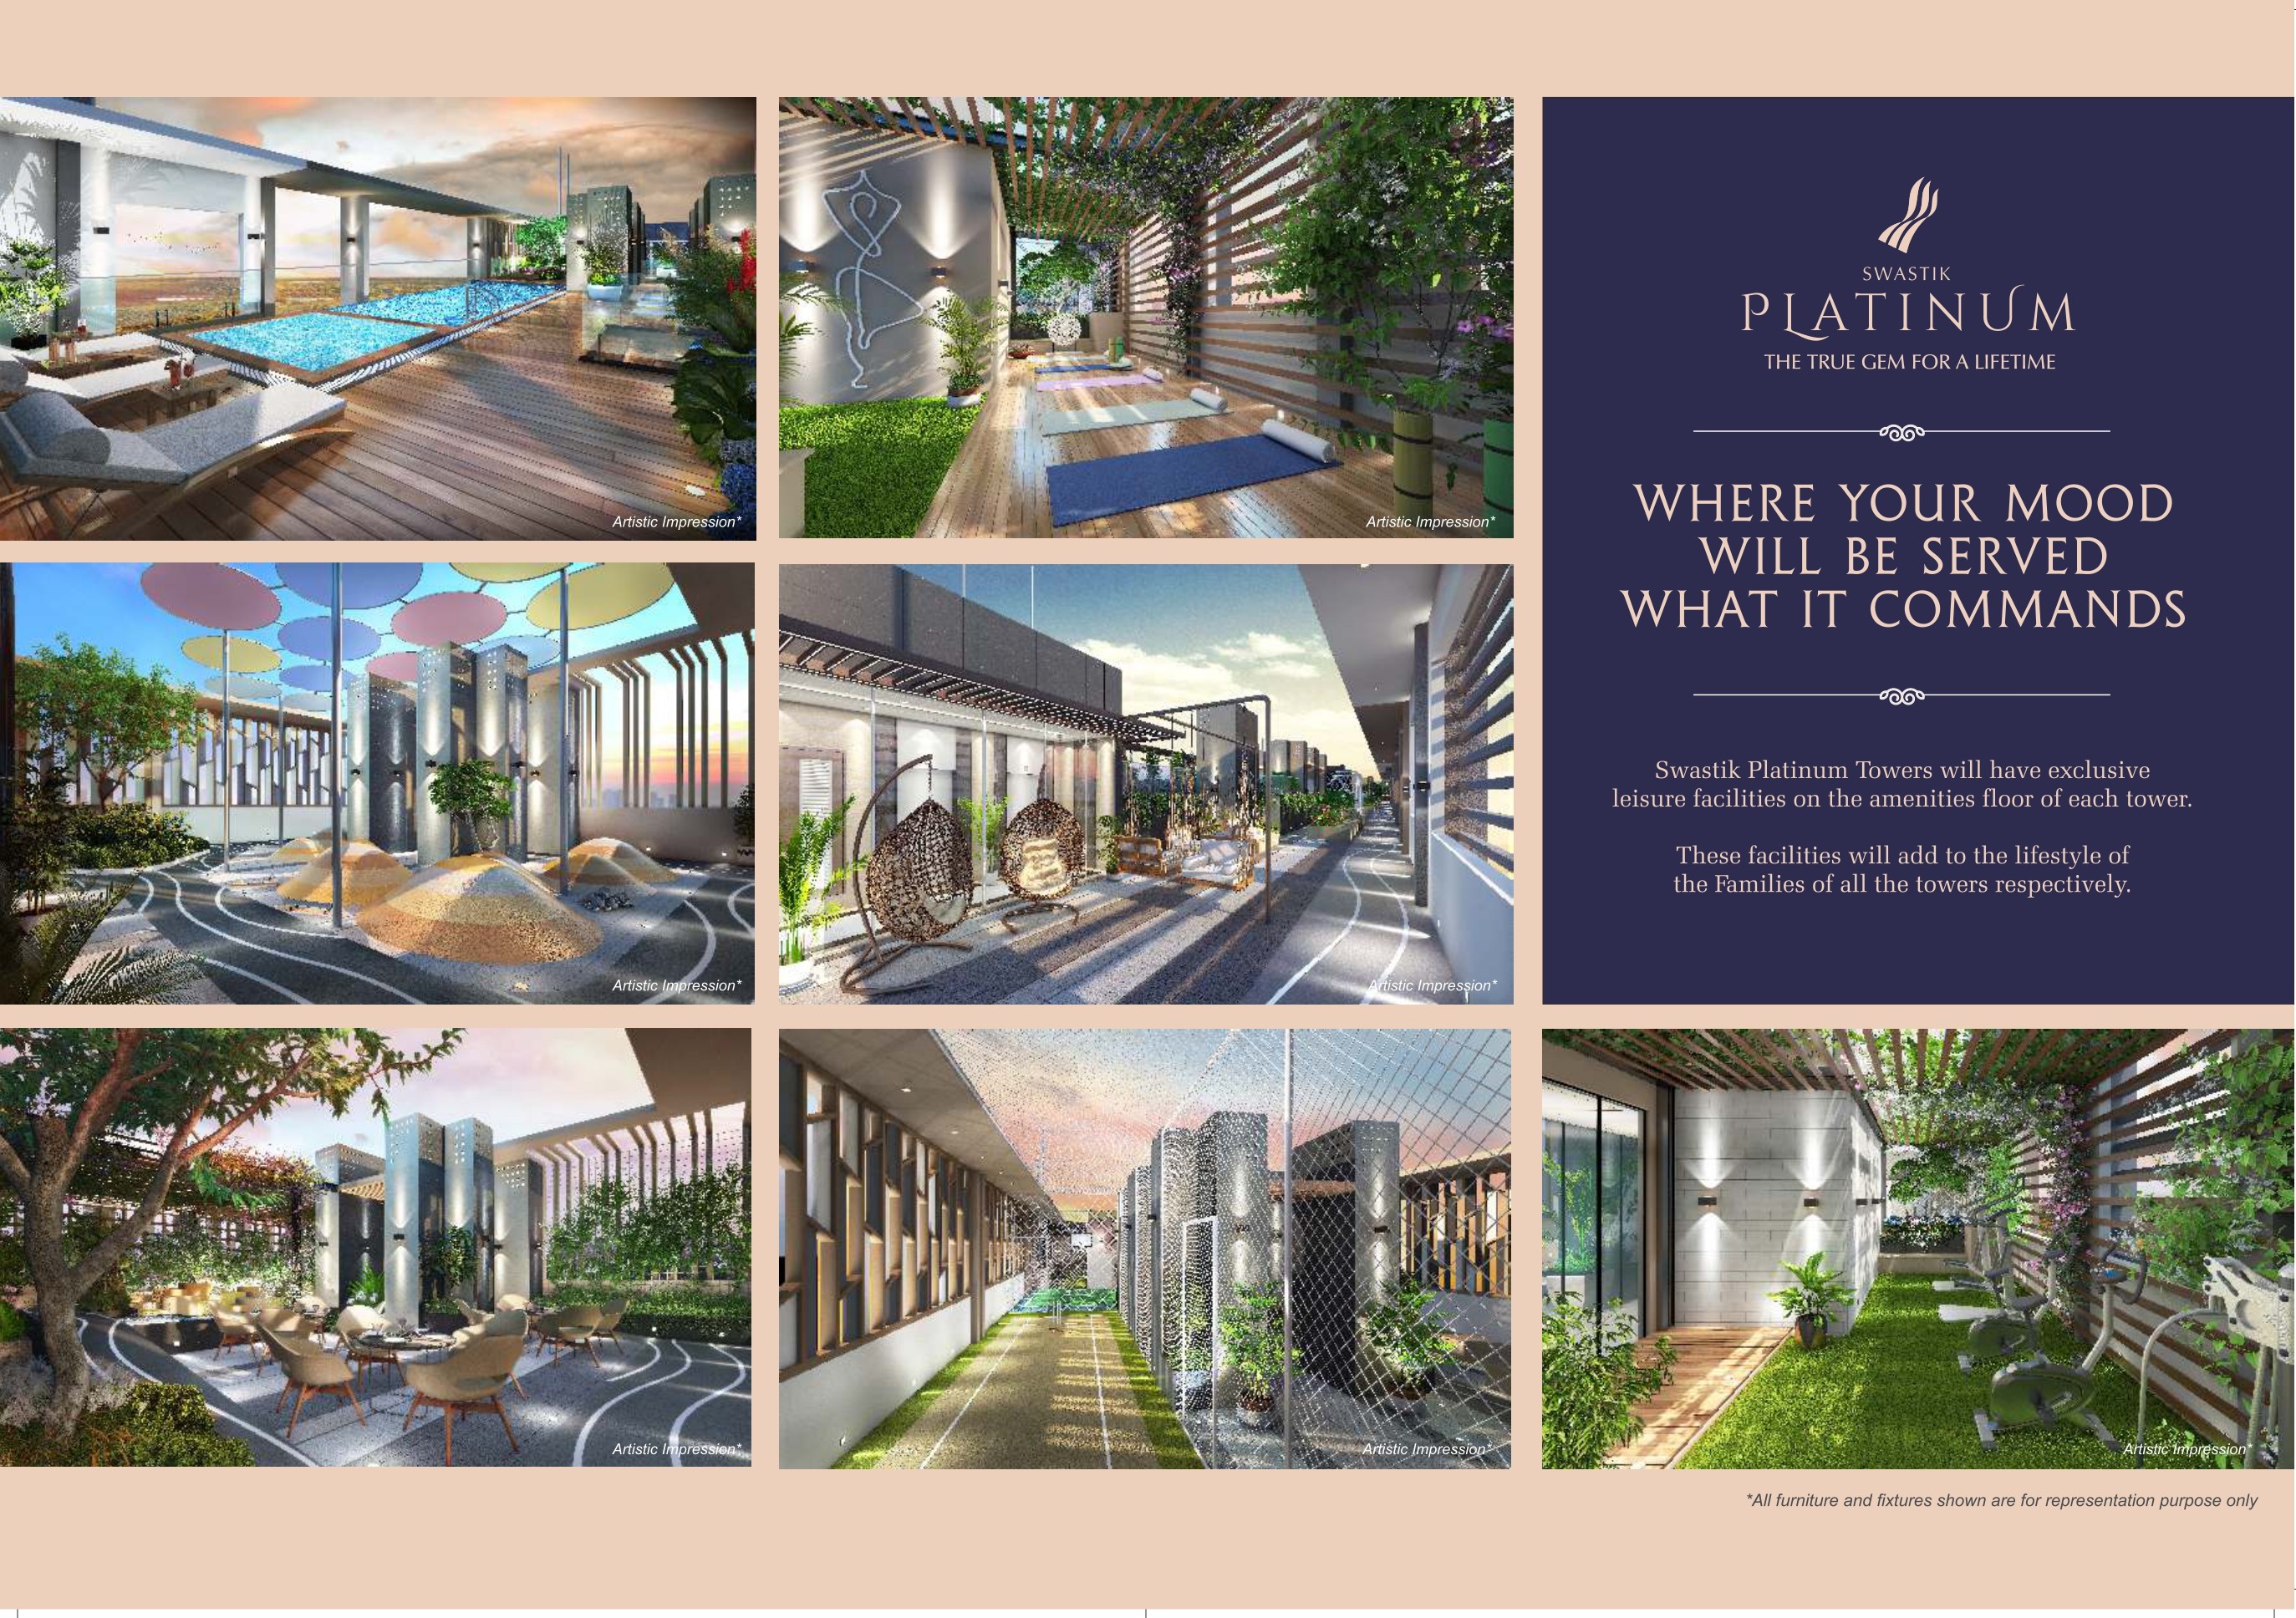 Artistic Impression*
Artistic Impression*
SWASTIK
PLATINUM
THE TRUE GEM FOR A LIFETIME
WHERE YOUR MOOD
WILL BE SERVED
WHAT IT COMMANDS
Swastik Platinum Towers will have exclusive
leisure facilities on the amenities floor of each tower.
These facilities will add to the lifestyle of
the Families of all the towers respectively.
Artistic Impression*
Artistic Impression*
Artistic Impression*
Artistic Impression*
Artistic Impression*
*All furniture and fixtures shown are for representation purpose only